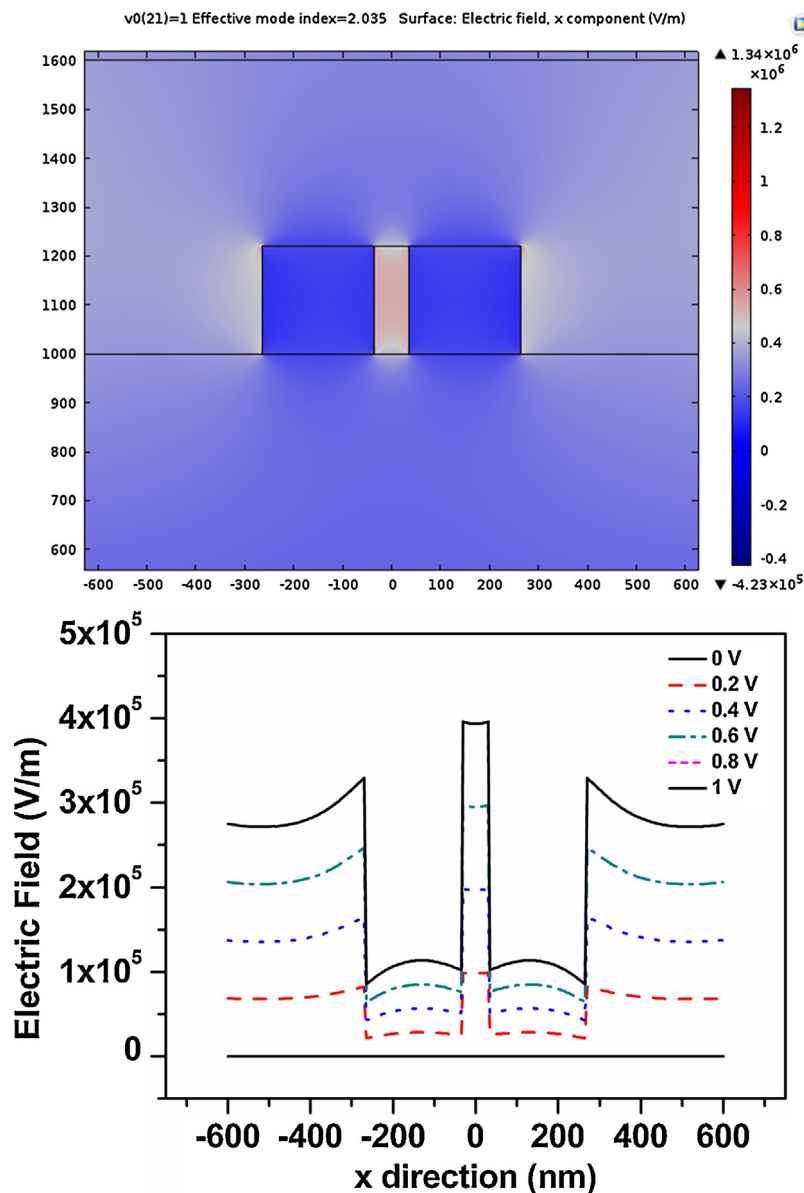 v0(21)=1 Effective mode index=2.035 Surface: Electric field, x component (V/m)
▲ 1.34×10⁶
×10⁶
1600
1500
1400
1300
1200
1100
1000
900
800
700
600
1.2
1
0.8
0.6
0.4
0.2
0
-0.2
-0.4
▼ -4.23×10⁵
-600 -500 -400 -300 -200 -100 0 100 200 300 400 500 600
5x10⁵
4x10⁵
3x10⁵
2x10⁵
1x10⁵
0
Electric Field (V/m)
0 V
0.2 V
0.4 V
0.6 V
0.8 V
1 V
-600 -400 -200 0 200 400 600
x direction (nm)